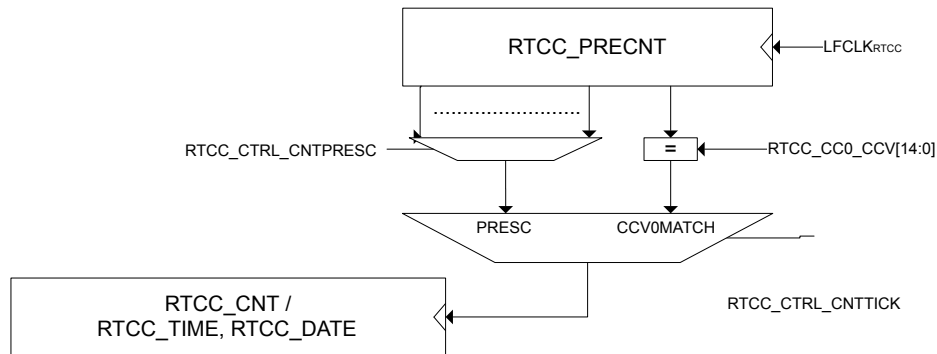 RTCC_PRECNT
LFCLKRTCC
RTCC_CTRL_CNTPRESC
=
RTCC_CC0_CCV[14:0]
PRESC
CCV0MATCH
RTCC_CNT /
RTCC_TIME, RTCC_DATE
RTCC_CTRL_CNTTICK